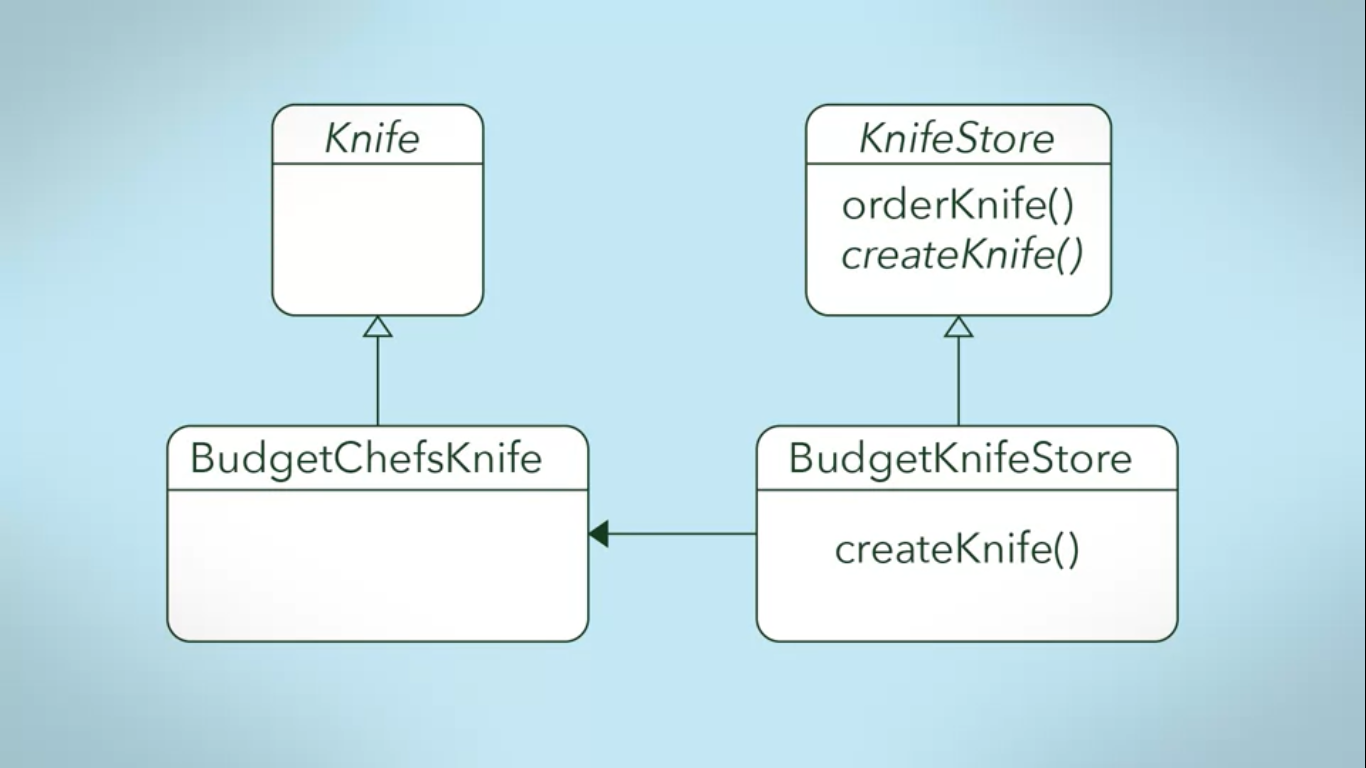 Knife
KnifeStore
orderKnife()
createKnife()
BudgetChefsKnife
BudgetKnifeStore
createKnife()